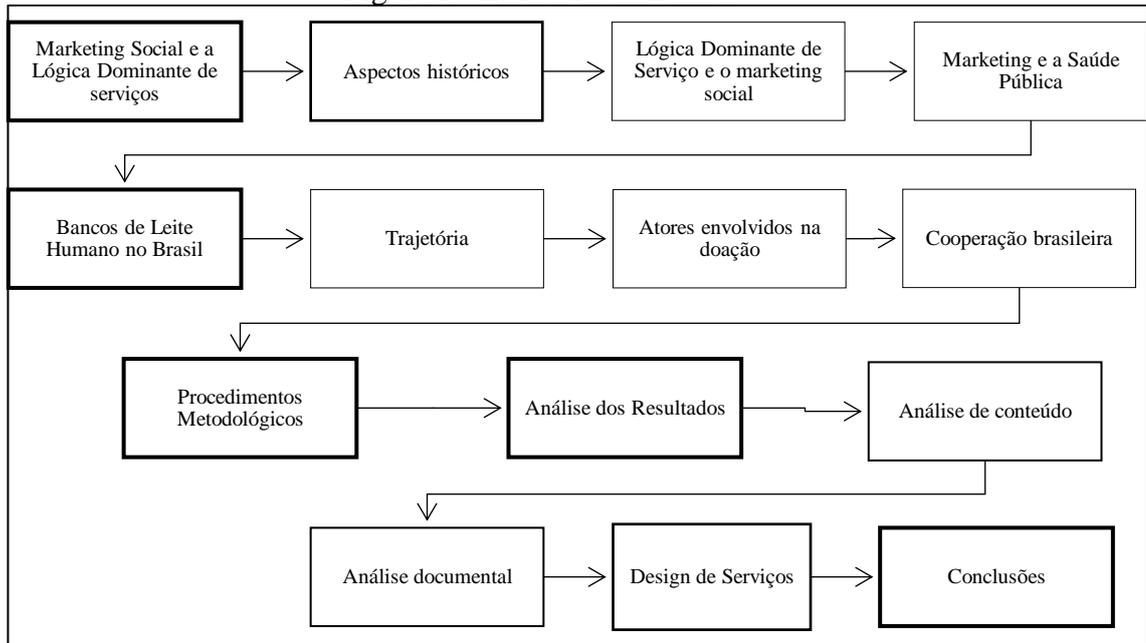 Marketing Social e a
Lógica Dominante de
serviços
Aspectos históricos
Lógica Dominante de
Serviço e o marketing
social
Marketing e a Saúde
Pública
Bancos de Leite
Humano no Brasil
Trajetória
Atores envolvidos na
doação
Cooperação brasileira
Procedimentos
Metodológicos
Análise dos Resultados
Análise de conteúdo
Análise documental
Design de Serviços
Conclusões